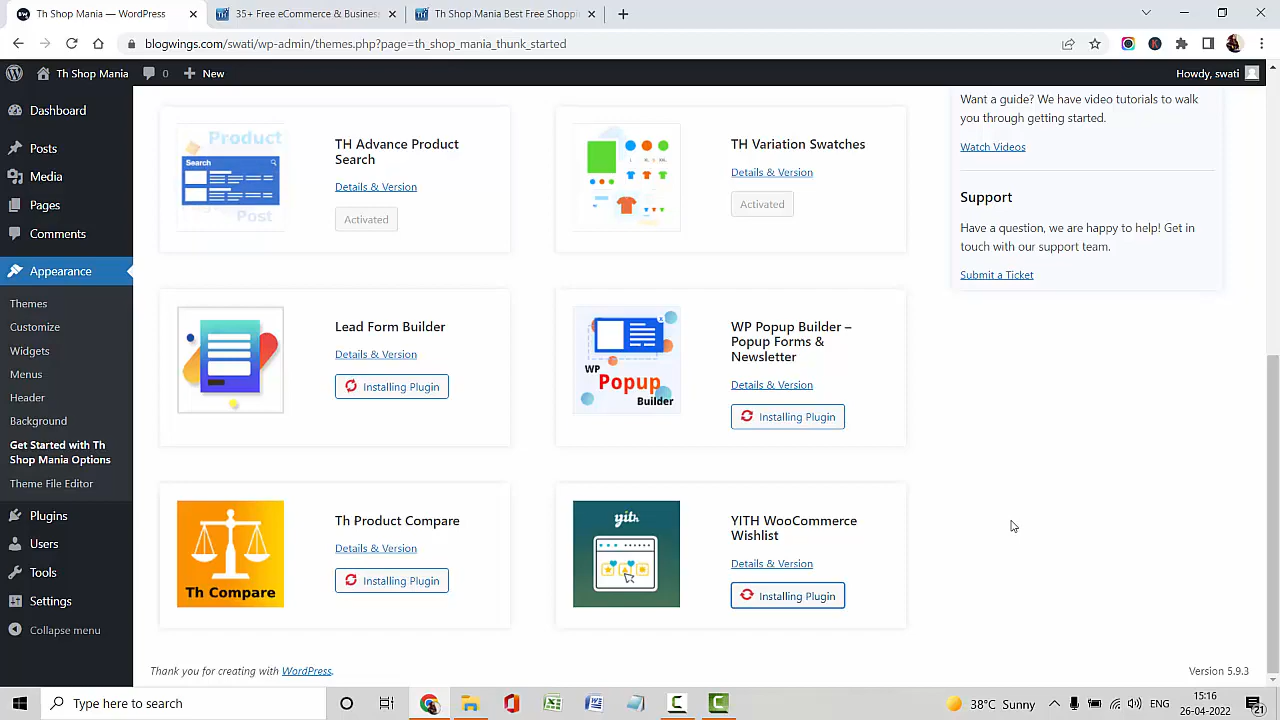 Th Shop Mania — WordPress
35+ Free eCommerce & Business
Th Shop Mania Best Free Shoppi
blogwings.com/swati/wp-admin/themes.php?page=th_shop_mania_thunk_started
Th Shop Mania
0
New
Howdy, swati
Dashboard
Posts
Media
Pages
Comments
Appearance
Themes
Customize
Widgets
Menus
Header
Background
Get Started with Th
Shop Mania Options
Theme File Editor
Plugins
Users
Tools
Settings
Collapse menu
Product
Search
Post
TH Advance Product
Search
Details & Version
Activated
TH Variation Swatches
Details & Version
Activated
Lead Form Builder
Details & Version
Installing Plugin
WP
Popup
Builder
WP Popup Builder –
Popup Forms &
Newsletter
Details & Version
Installing Plugin
Th Compare
Th Product Compare
Details & Version
Installing Plugin
yith
YITH WooCommerce
Wishlist
Details & Version
Installing Plugin
Want a guide? We have video tutorials to walk
you through getting started.
Watch Videos
Support
Have a question, we are happy to help! Get in
touch with our support team.
Submit a Ticket
Thank you for creating with WordPress.
Version 5.9.3
Type here to search
38°C Sunny
ENG
15:16
26-04-2022
21